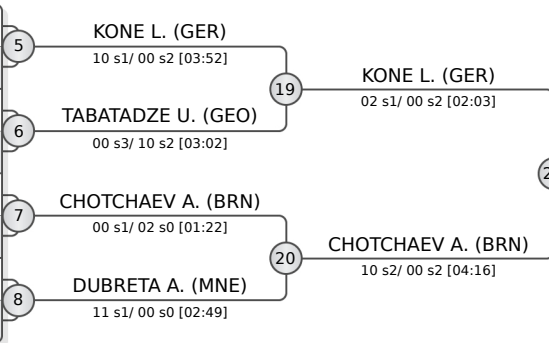 5
KONE L. (GER)
10 s1/ 00 s2 [03:52]
19
KONE L. (GER)
02 s1/ 00 s2 [02:03]
6
TABATADZE U. (GEO)
00 s3/ 10 s2 [03:02]
7
CHOTCHAEV A. (BRN)
00 s1/ 02 s0 [01:22]
20
CHOTCHAEV A. (BRN)
10 s2/ 00 s2 [04:16]
8
DUBRETA A. (MNE)
11 s1/ 00 s0 [02:49]